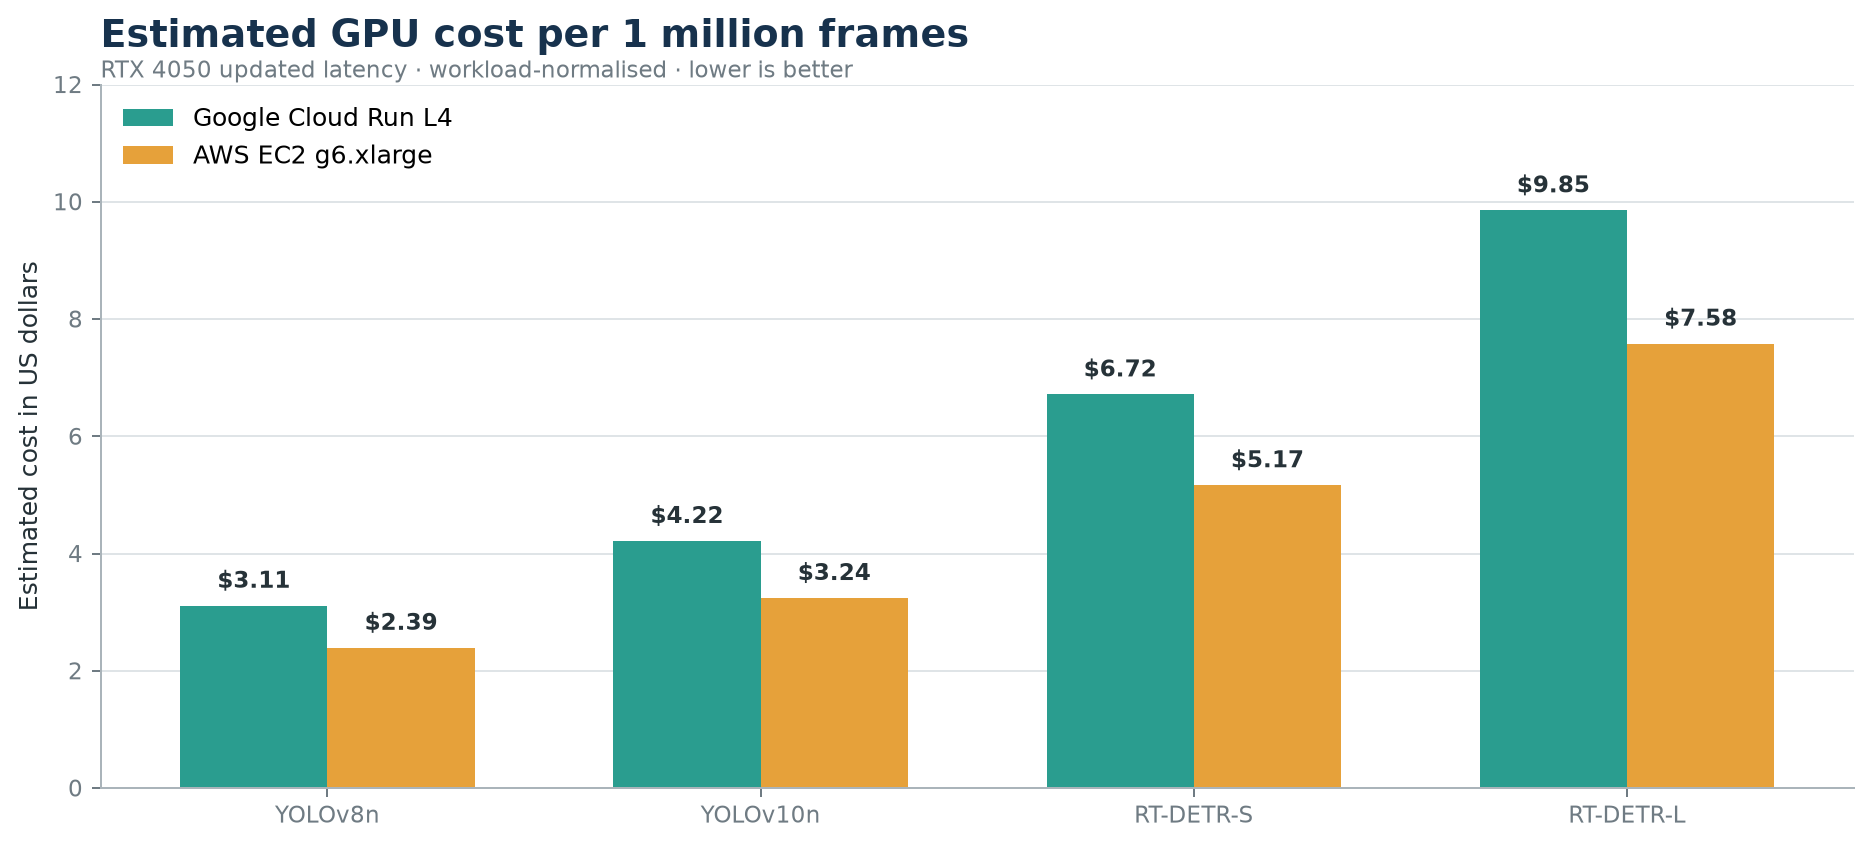 Estimated GPU cost per 1 million frames
RTX 4050 updated latency · workload-normalised · lower is better
Google Cloud Run L4
AWS EC2 g6.xlarge
Estimated cost in US dollars
12
10
8
6
4
2
0
$3.11
$2.39
$4.22
$3.24
$6.72
$5.17
$9.85
$7.58
YOLOv8n
YOLOv10n
RT-DETR-S
RT-DETR-L